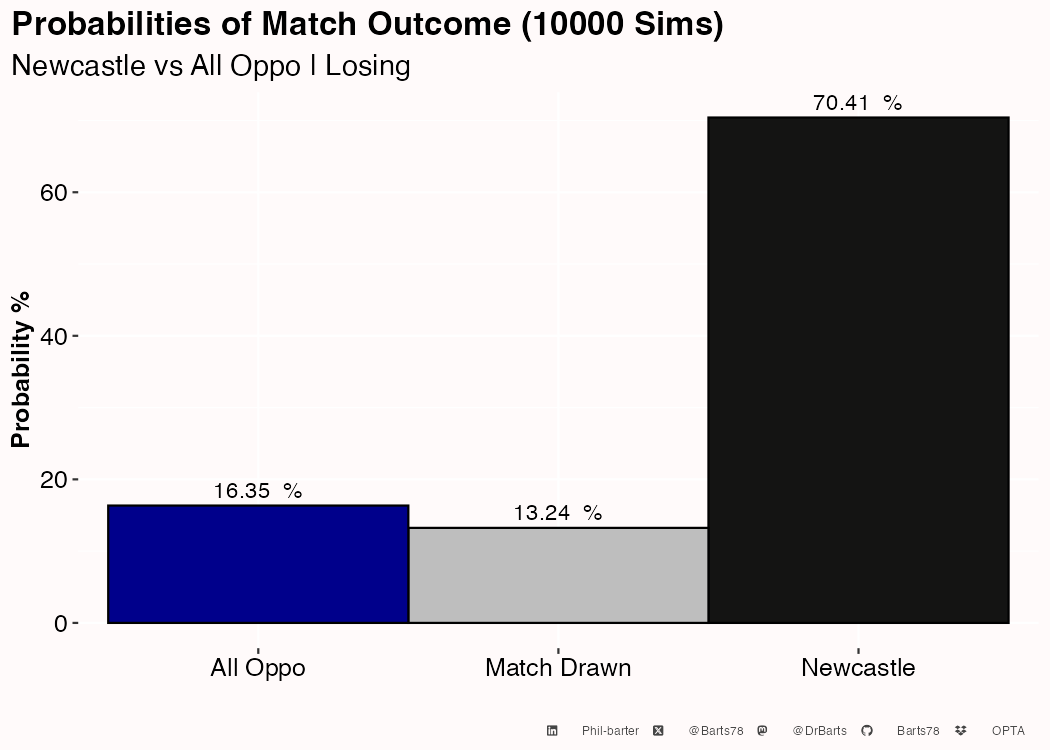 Probabilities of Match Outcome (10000 Sims)
Newcastle vs All Oppo | Losing
Probability %
60
40
20
0
16.35 %
13.24 %
70.41 %
All Oppo
Match Drawn
Newcastle
Phil-barter @Barts78 @DrBarts Barts78 OPTA